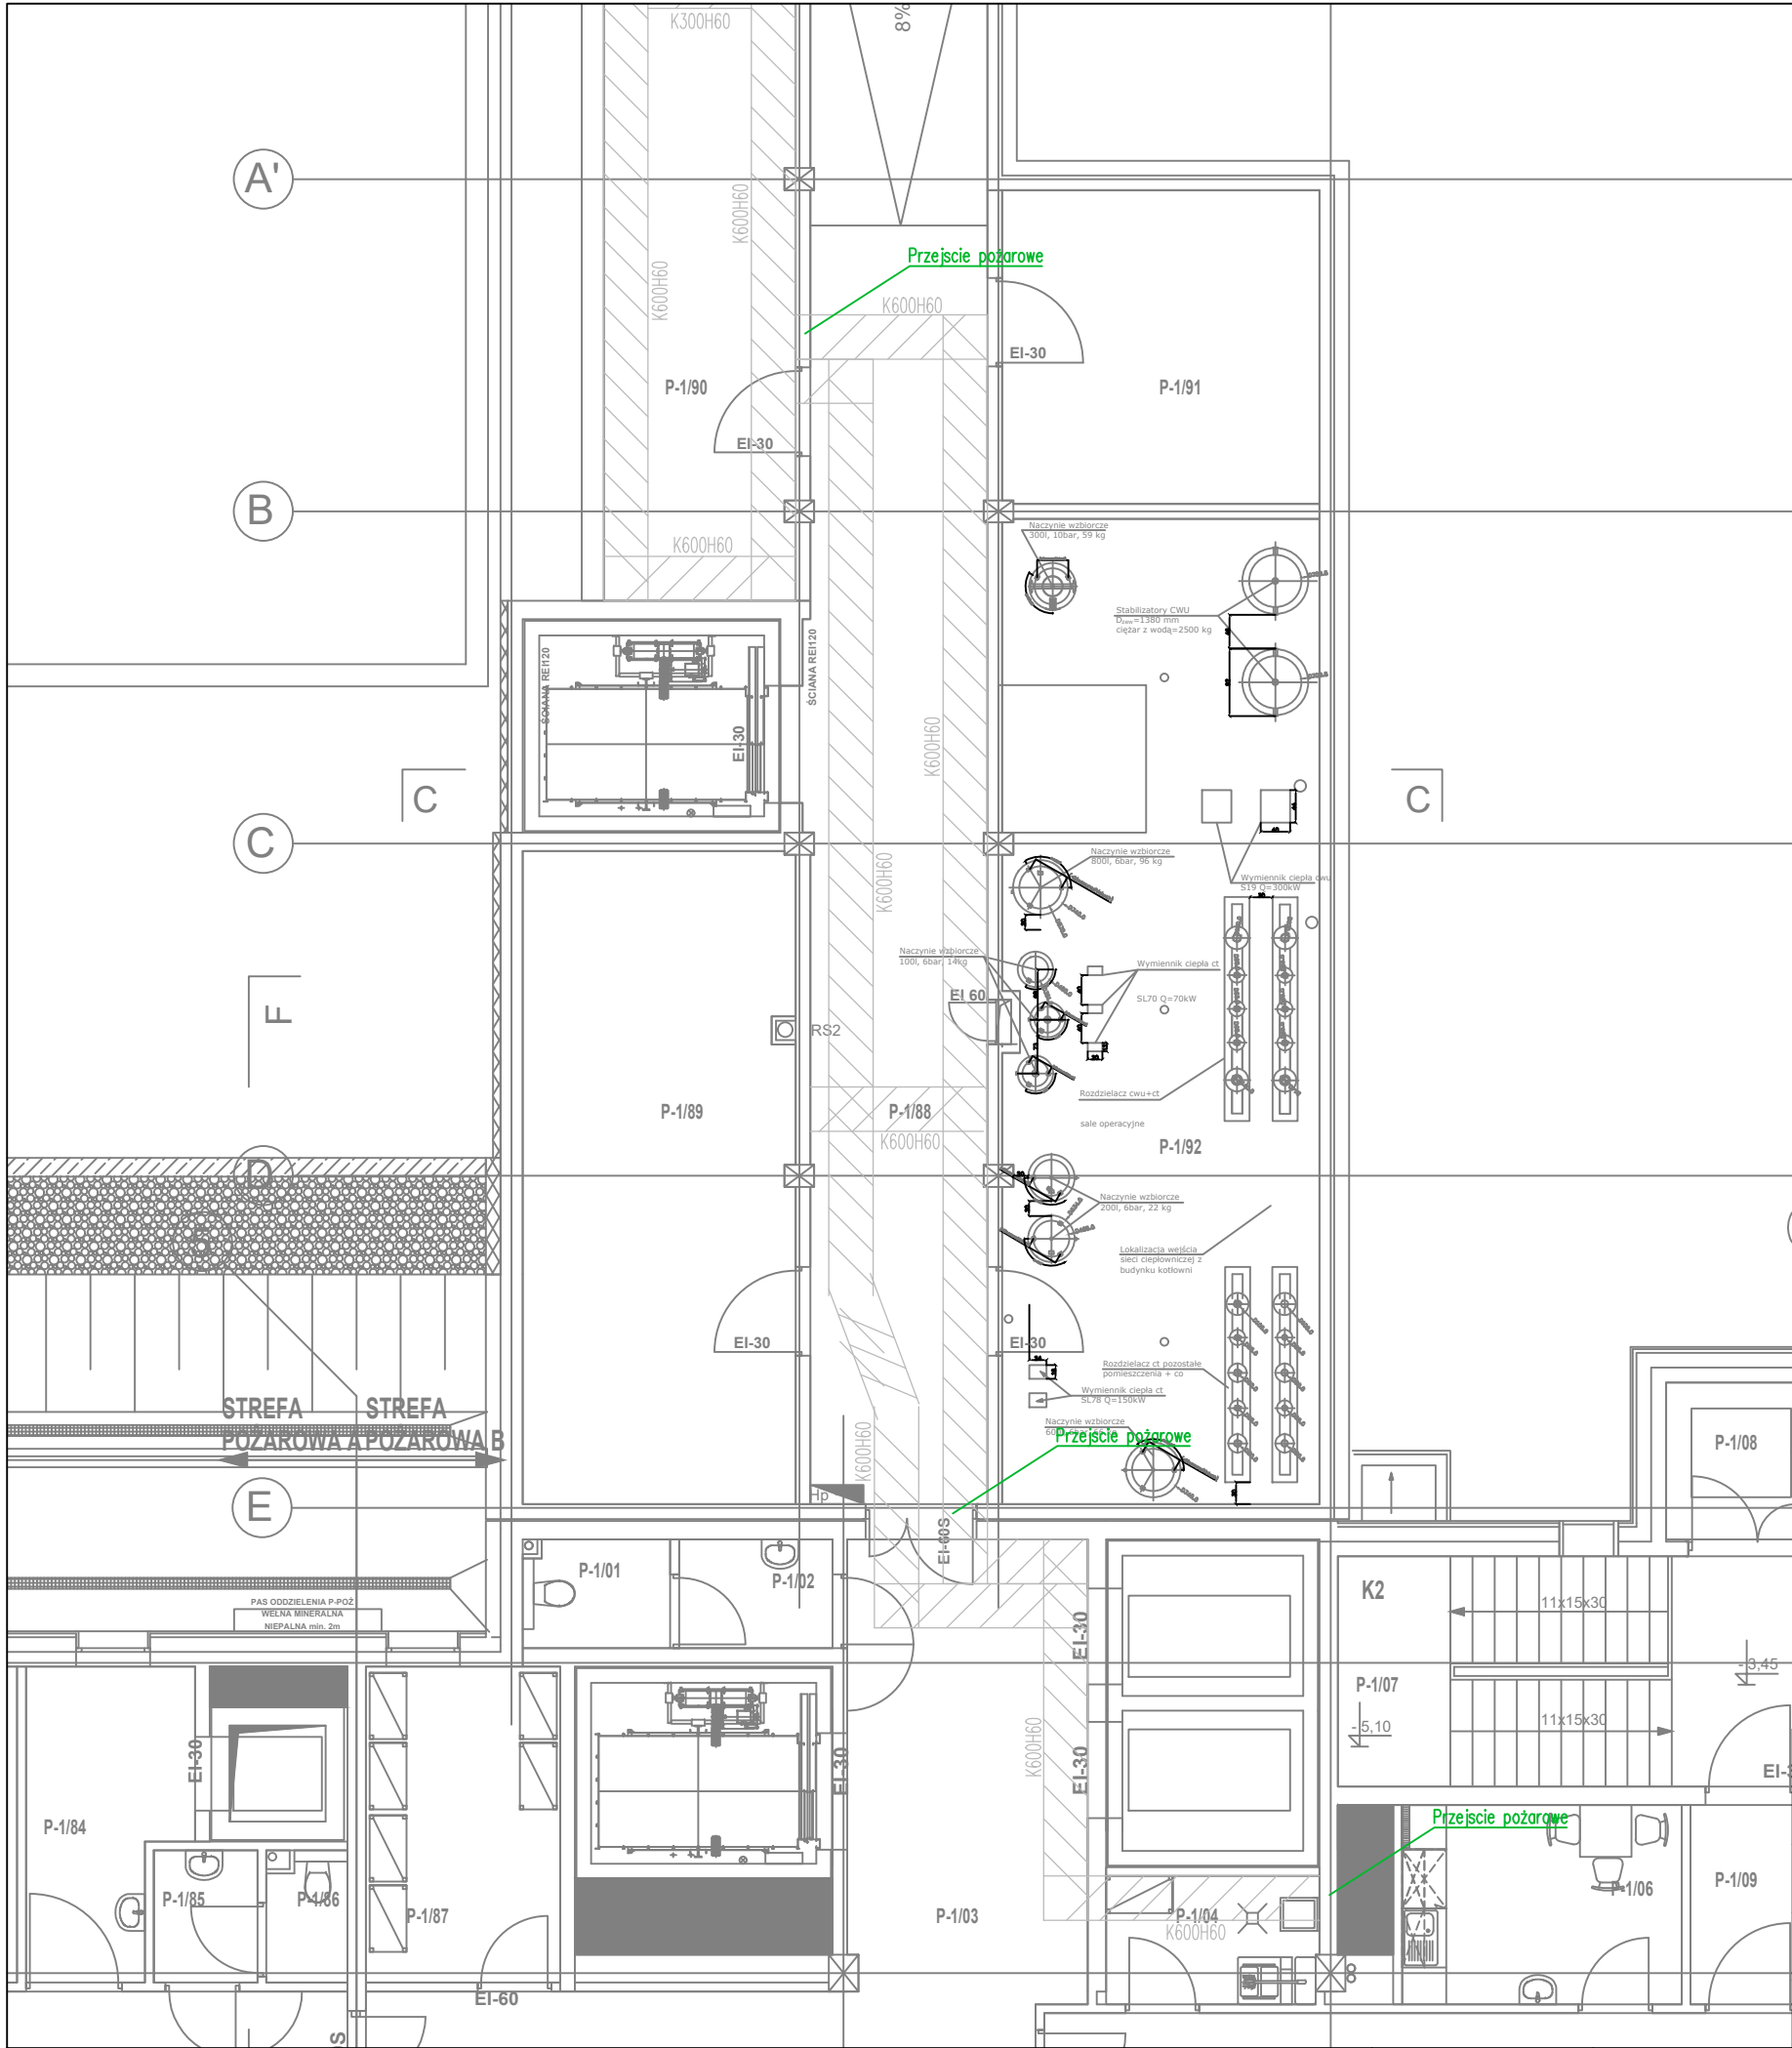 K300H60
8%
A'
K600H60
K600H60
Przejscie pożarowe
K600H60
EI-30
P-1/90
P-1/91
EI-30
B
K600H60
Naczynie wzbiorcze
300l, 10bar, 59 kg
Stabilizatory CWU
Dzew=1380 mm
ciężar z wodą=2500 kg
ŚCIANA REI120
ŚCIANA REI120
EI-30
K600H60
C
C
C
K600H60
Naczynie wzbiorcze
800l, 6bar, 96 kg
Wymiennik ciepła cwu
S19 Q=300kW
Naczynie wzbiorcze
100l, 6bar, 14kg
Wymiennik ciepła ct
SL70 Q=70kW
EI 60
F
RS2
Rozdzielacz cwu+ct
P-1/89
P-1/88
sale operacyjne
K600H60
P-1/92
D
Naczynie wzbiorcze
200l, 6bar, 22 kg
Lokalizacja wejścia
sieci ciepłowniczej z
budynku kotłowni
EI-30
EI-30
Rozdzielacz ct pozostałe
pomieszczenia + co
Wymiennik ciepła ct
SL78 Q=150kW
STREFA
POŻAROWA A
STREFA
POŻAROWA B
Naczynie wzbiorcze
Przejscie pożarowe
K600H60
P-1/08
Hp
E
EI-60S
P-1/01
P-1/02
K2
11x15x30
PAS ODDZIELENIA P-POŻ
WEŁNA MINERALNA
NIEPALNA min. 2m
EI-30
P-1/07
- 3,45
- 5,10
11x15x30
K600H60
EI-30
EI-30
EI-30
P-1/84
Przejscie pożarowe
P-1/85
P-1/86
P-1/87
P-1/03
P-1/04
K600H60
P-1/06
P-1/09
EI-60